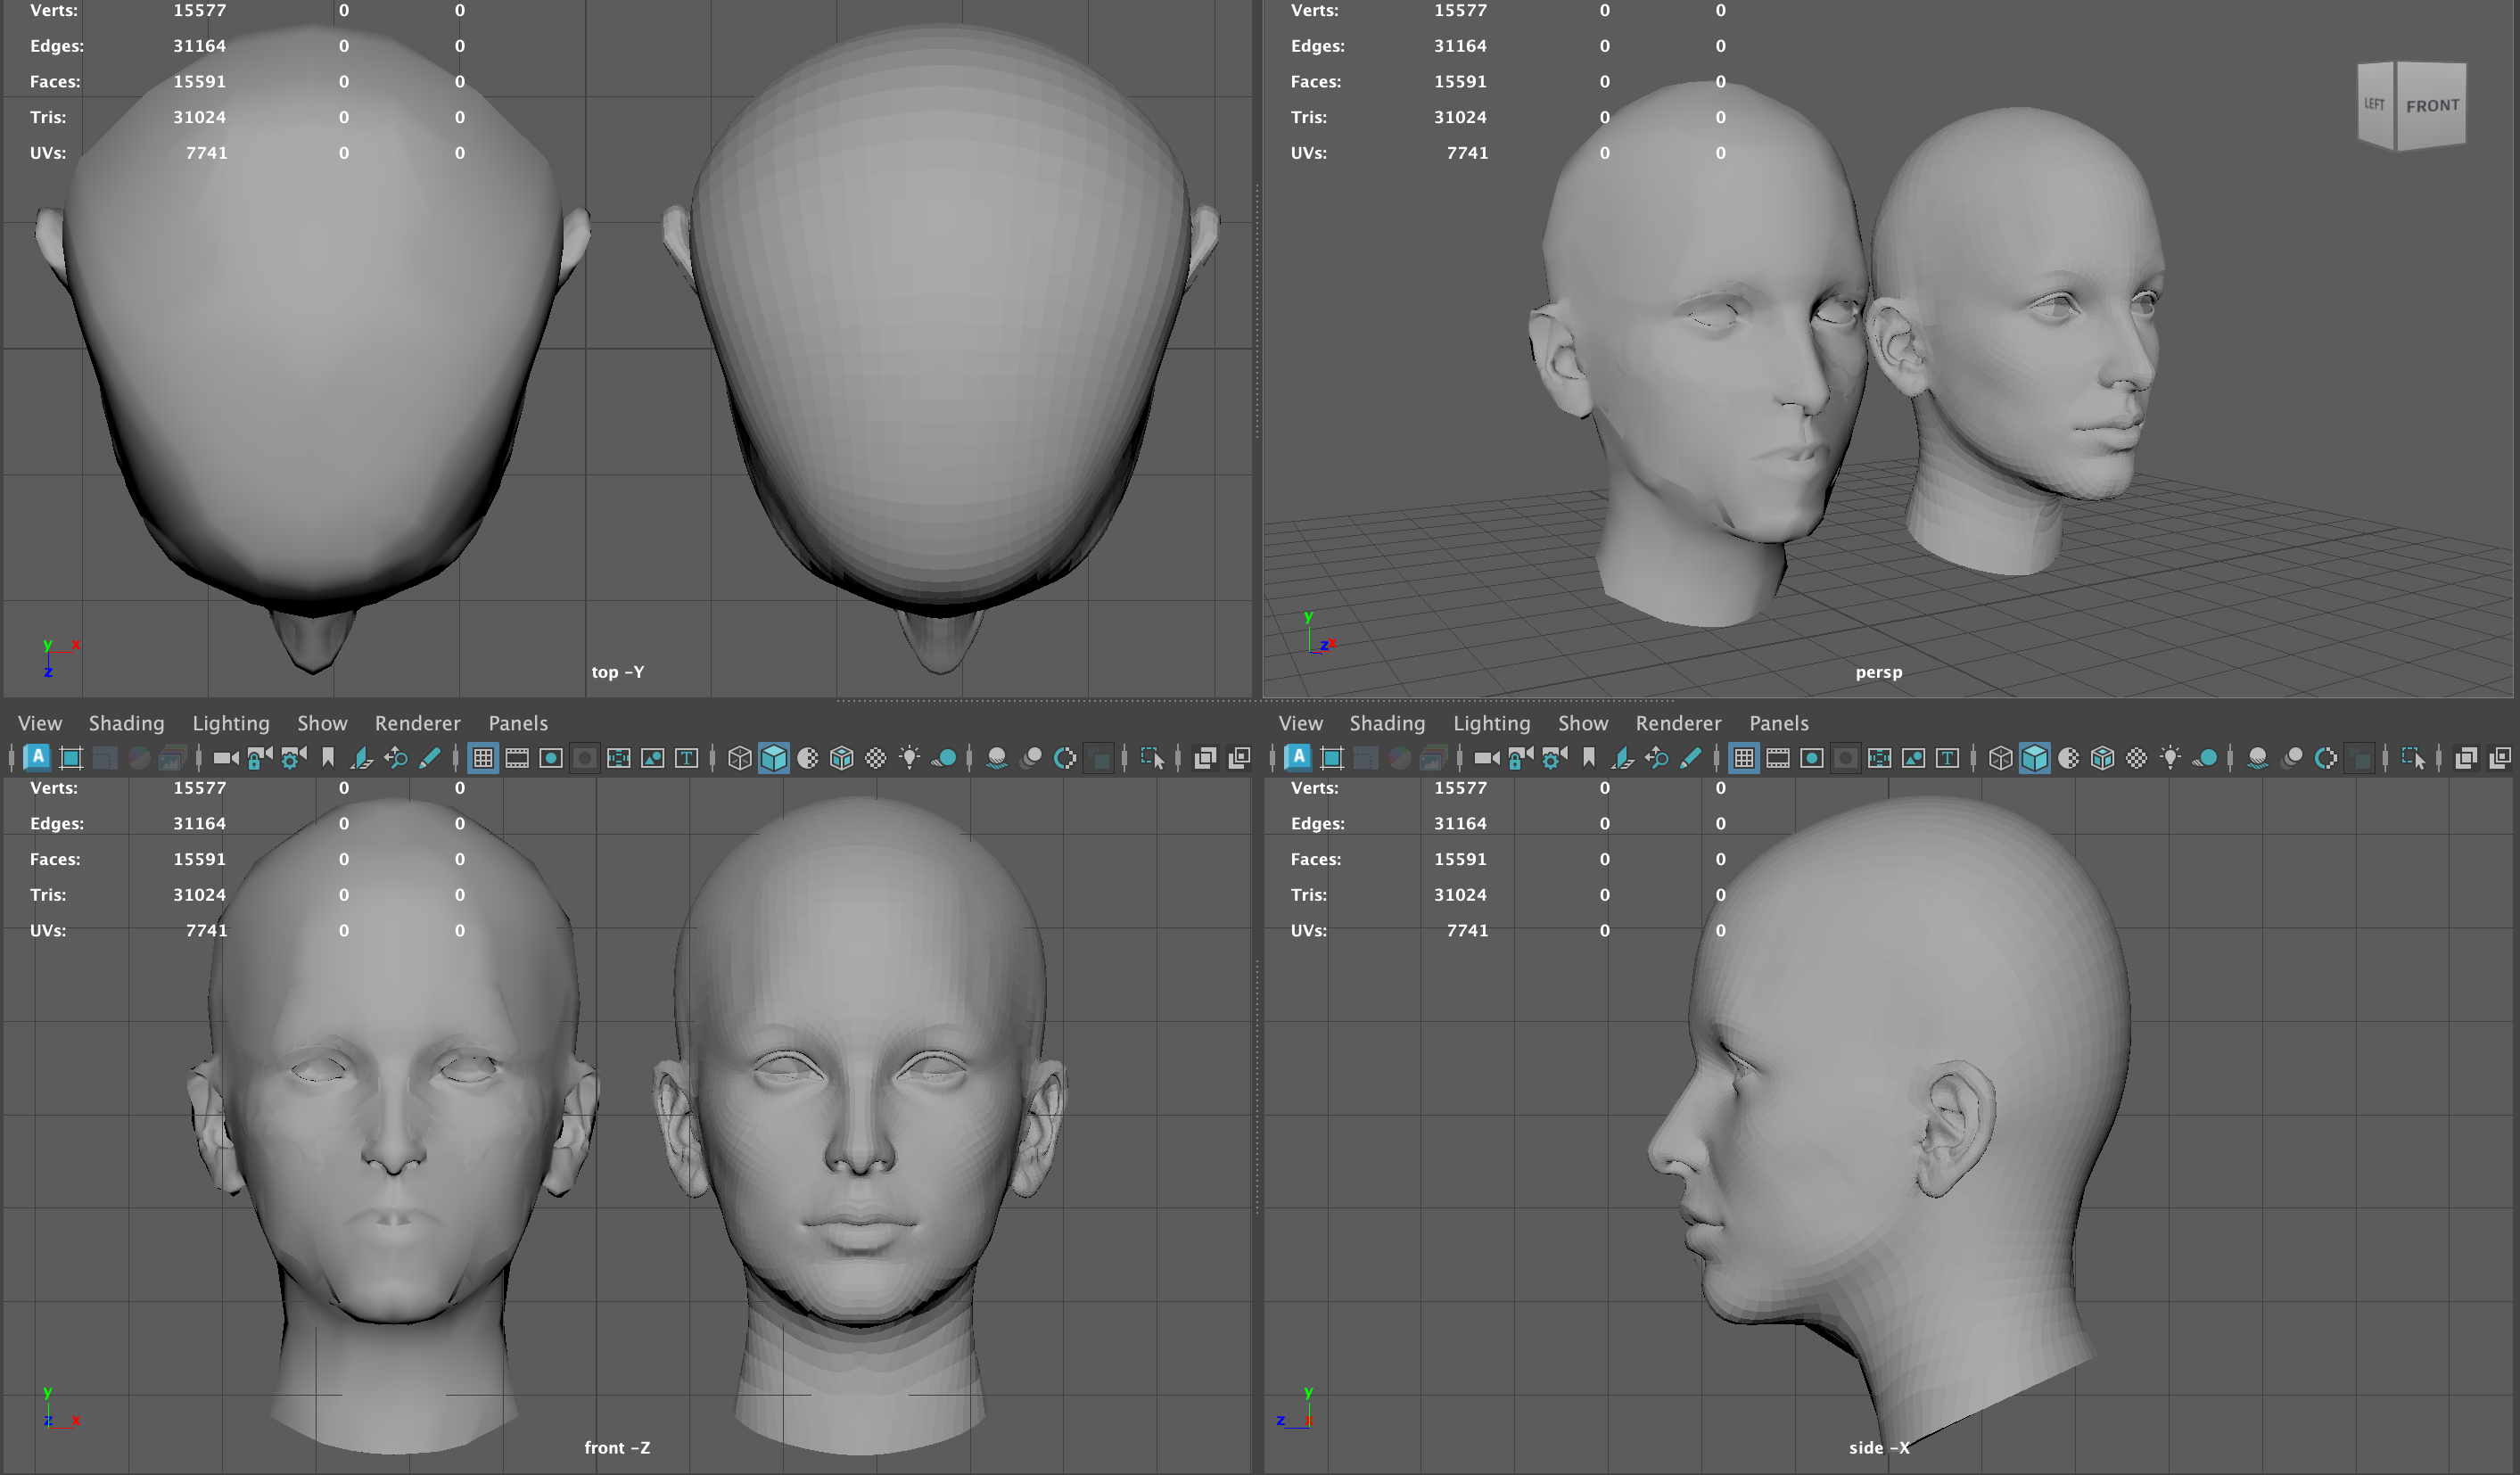 Verts: 15577 0 0
Edges: 31164 0 0
Faces: 15591 0 0
Tris: 31024 0 0
UVs: 7741 0 0
y x
z
top -Y
Verts: 15577 0 0
Edges: 31164 0 0
Faces: 15591 0 0
Tris: 31024 0 0
UVs: 7741 0 0
LEFT FRONT
y
z x
persp
View Shading Lighting Show Renderer Panels
A T
Verts: 15577 0 0
Edges: 31164 0 0
Faces: 15591 0 0
Tris: 31024 0 0
UVs: 7741 0 0
y
z x
front -Z
View Shading Lighting Show Renderer Panels
A T
Verts: 15577 0 0
Edges: 31164 0 0
Faces: 15591 0 0
Tris: 31024 0 0
UVs: 7741 0 0
y
z x
side -X